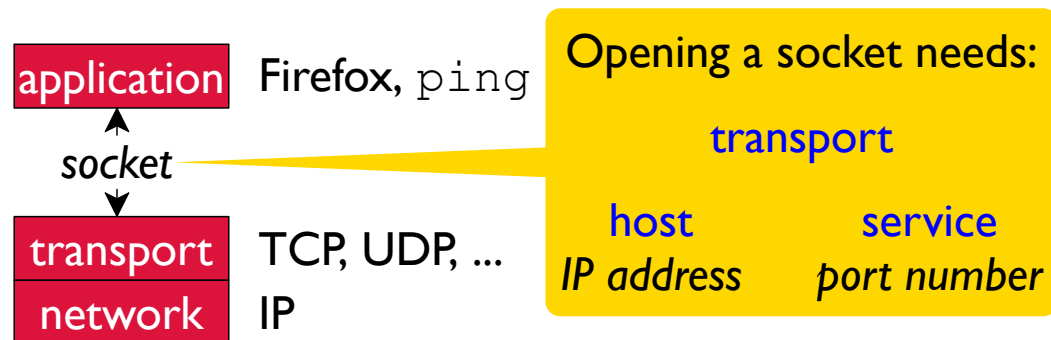 application Firefox, ping
socket
transport TCP, UDP, ...
network IP
Opening a socket needs:
transport
host service
IP address port number